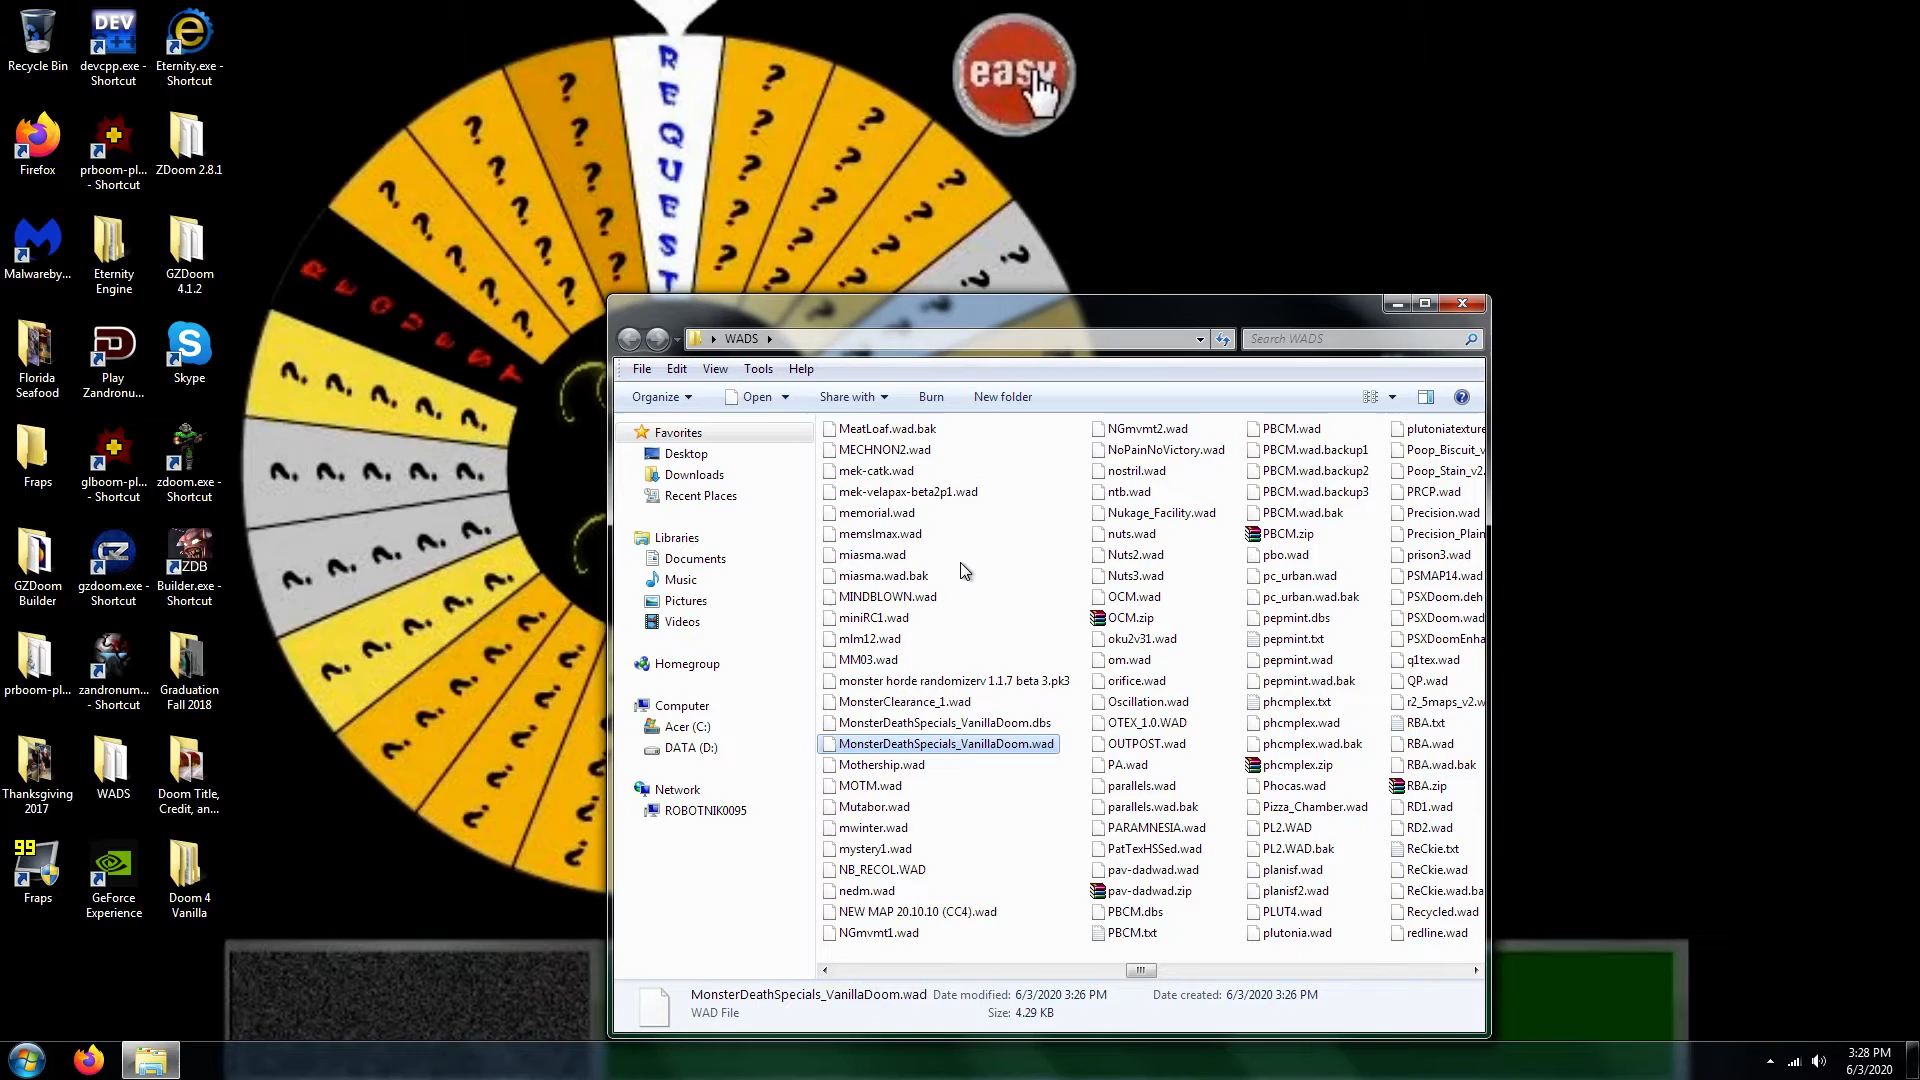 Recycle Bin
devcpp.exe - Shortcut
Eternity.exe - Shortcut
Firefox
prboom-pl... - Shortcut
ZDoom 2.8.1
Malwareby...
Eternity Engine
GZDoom 4.1.2
Florida Seafood
Play Zandronu...
Skype
Fraps
glboom-pl... - Shortcut
zdoom.exe - Shortcut
GZDoom Builder
gzdoom.exe - Shortcut
Builder.exe - Shortcut
prboom-pl...
zandronum... - Shortcut
Graduation Fall 2018
Thanksgiving 2017
WADS
Doom Title, Credit, an...
99
Fraps
GeForce Experience
Doom 4 Vanilla
DEV
ZDB
REQUEST
REQUEST
? ? ? ? ?
easy
WADS
Search WADS
File Edit View Tools Help
Organize Open Share with Burn New folder
Favorites
Desktop
Downloads
Recent Places
Libraries
Documents
Music
Pictures
Videos
Homegroup
Computer
Acer (C:)
DATA (D:)
Network
ROBOTNIK0095
MeatLoaf.wad.bak
MECHNON2.wad
mek-catk.wad
mek-velapax-beta2p1.wad
memorial.wad
memslmax.wad
miasma.wad
miasma.wad.bak
MINDBLOWN.wad
miniRC1.wad
mlm12.wad
MM03.wad
monster horde randomizerv 1.1.7 beta 3.pk3
MonsterClearance_1.wad
MonsterDeathSpecials_VanillaDoom.dbs
MonsterDeathSpecials_VanillaDoom.wad
Mothership.wad
MOTM.wad
Mutabor.wad
mwinter.wad
mystery1.wad
NB_RECOL.WAD
nedm.wad
NEW MAP 20.10.10 (CC4).wad
NGmvmt1.wad
NGmvmt2.wad
NoPainNoVictory.wad
nostril.wad
ntb.wad
Nukage_Facility.wad
nuts.wad
Nuts2.wad
Nuts3.wad
OCM.wad
OCM.zip
oku2v31.wad
om.wad
orifice.wad
Oscillation.wad
OTEX_1.0.WAD
OUTPOST.wad
PA.wad
parallels.wad
parallels.wad.bak
PARAMNESIA.wad
PatTexHSSed.wad
pav-dadwad.wad
pav-dadwad.zip
PBCM.dbs
PBCM.txt
PBCM.wad
PBCM.wad.backup1
PBCM.wad.backup2
PBCM.wad.backup3
PBCM.wad.bak
PBCM.zip
pbo.wad
pc_urban.wad
pc_urban.wad.bak
pepmint.dbs
pepmint.txt
pepmint.wad
pepmint.wad.bak
phcmplex.txt
phcmplex.wad
phcmplex.wad.bak
phcmplex.zip
Phocas.wad
Pizza_Chamber.wad
PL2.WAD
PL2.WAD.bak
planisf.wad
planisf2.wad
PLUT4.wad
plutonia.wad
plutoniatexture
Poop_Biscuit_v
Poop_Stain_v2.
PRCP.wad
Precision.wad
Precision_Plain
prison3.wad
PSMAP14.wad
PSXDoom.deh
PSXDoom.wad
PSXDoomEnha
q1tex.wad
QP.wad
r2_5maps_v2.w
RBA.txt
RBA.wad
RBA.wad.bak
RBA.zip
RD1.wad
RD2.wad
ReCkie.txt
ReCkie.wad
ReCkie.wad.ba
Recycled.wad
redline.wad
MonsterDeathSpecials_VanillaDoom.wad Date modified: 6/3/2020 3:26 PM Date created: 6/3/2020 3:26 PM
WAD File Size: 4.29 KB
3:28 PM
6/3/2020